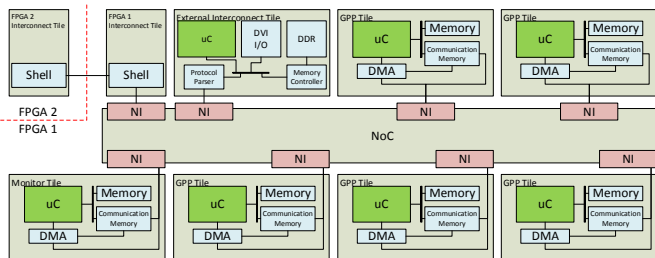 FPGA 2
Interconnect Tile
Shell
FPGA 1
Interconnect Tile
Shell
External Interconnect Tile
uC
DVI
I/O
DDR
Protocol
Parser
Memory
Controller
GPP Tile
uC
Memory
Communication
Memory
DMA
GPP Tile
uC
Memory
Communication
Memory
DMA
FPGA 2
FPGA 1
NI
NI
NI
NI
NoC
NI
NI
NI
NI
Monitor Tile
uC
Memory
Communication
Memory
DMA
GPP Tile
uC
Memory
Communication
Memory
DMA
GPP Tile
uC
Memory
Communication
Memory
DMA
GPP Tile
uC
Memory
Communication
Memory
DMA